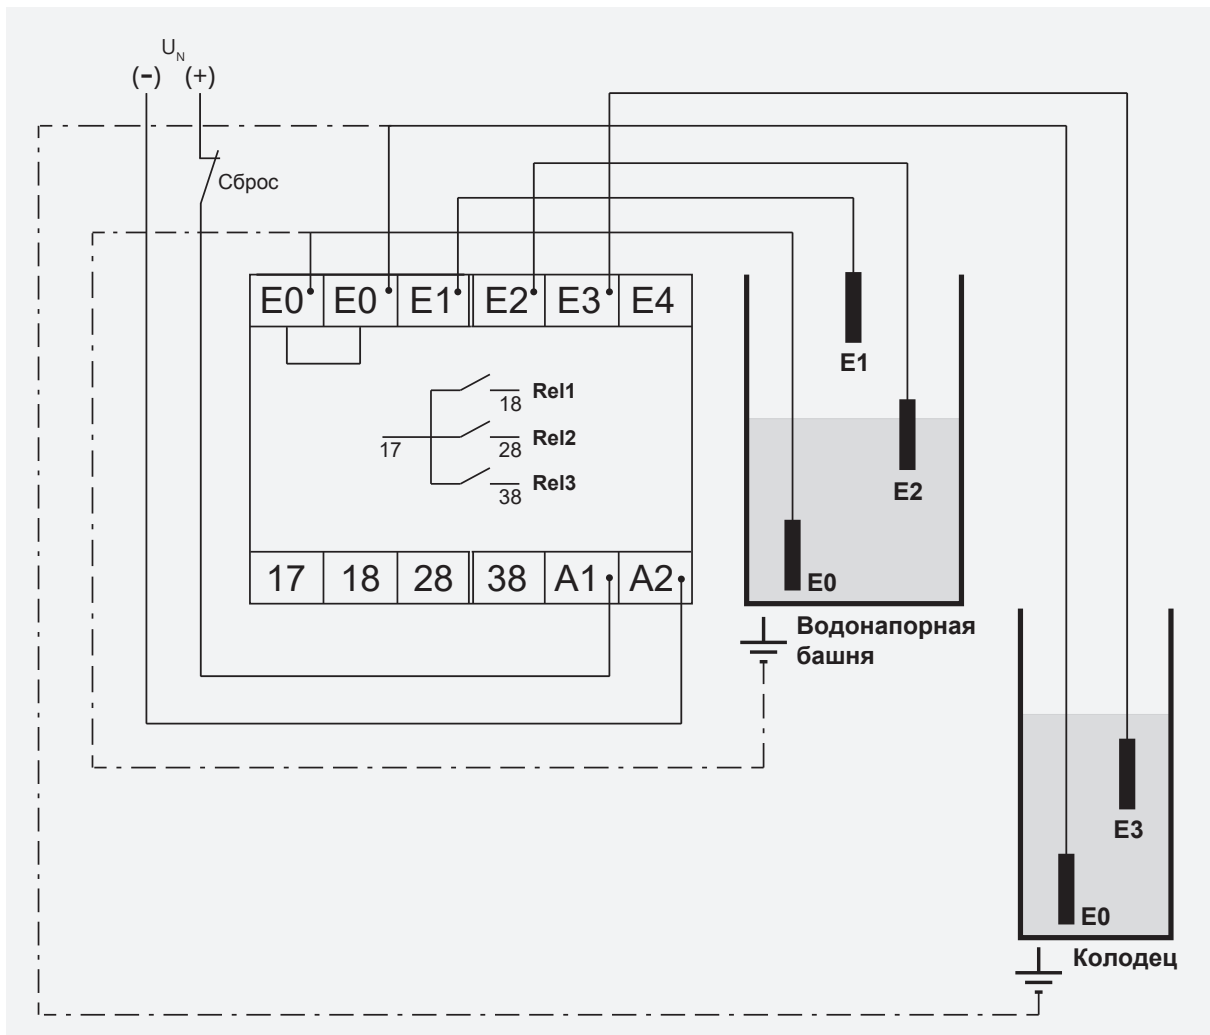 U_N
(-) (+)
Сброс
E0 E0 E1 E2 E3 E4
18 Rel1
17
28 Rel2
38 Rel3
17 18 28 38 A1 A2
E1
E2
E0
Водонапорная
башня
E3
E0
Колодец